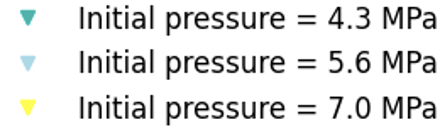 Initial pressure = 4.3 MPa
Initial pressure = 5.6 MPa
Initial pressure = 7.0 MPa